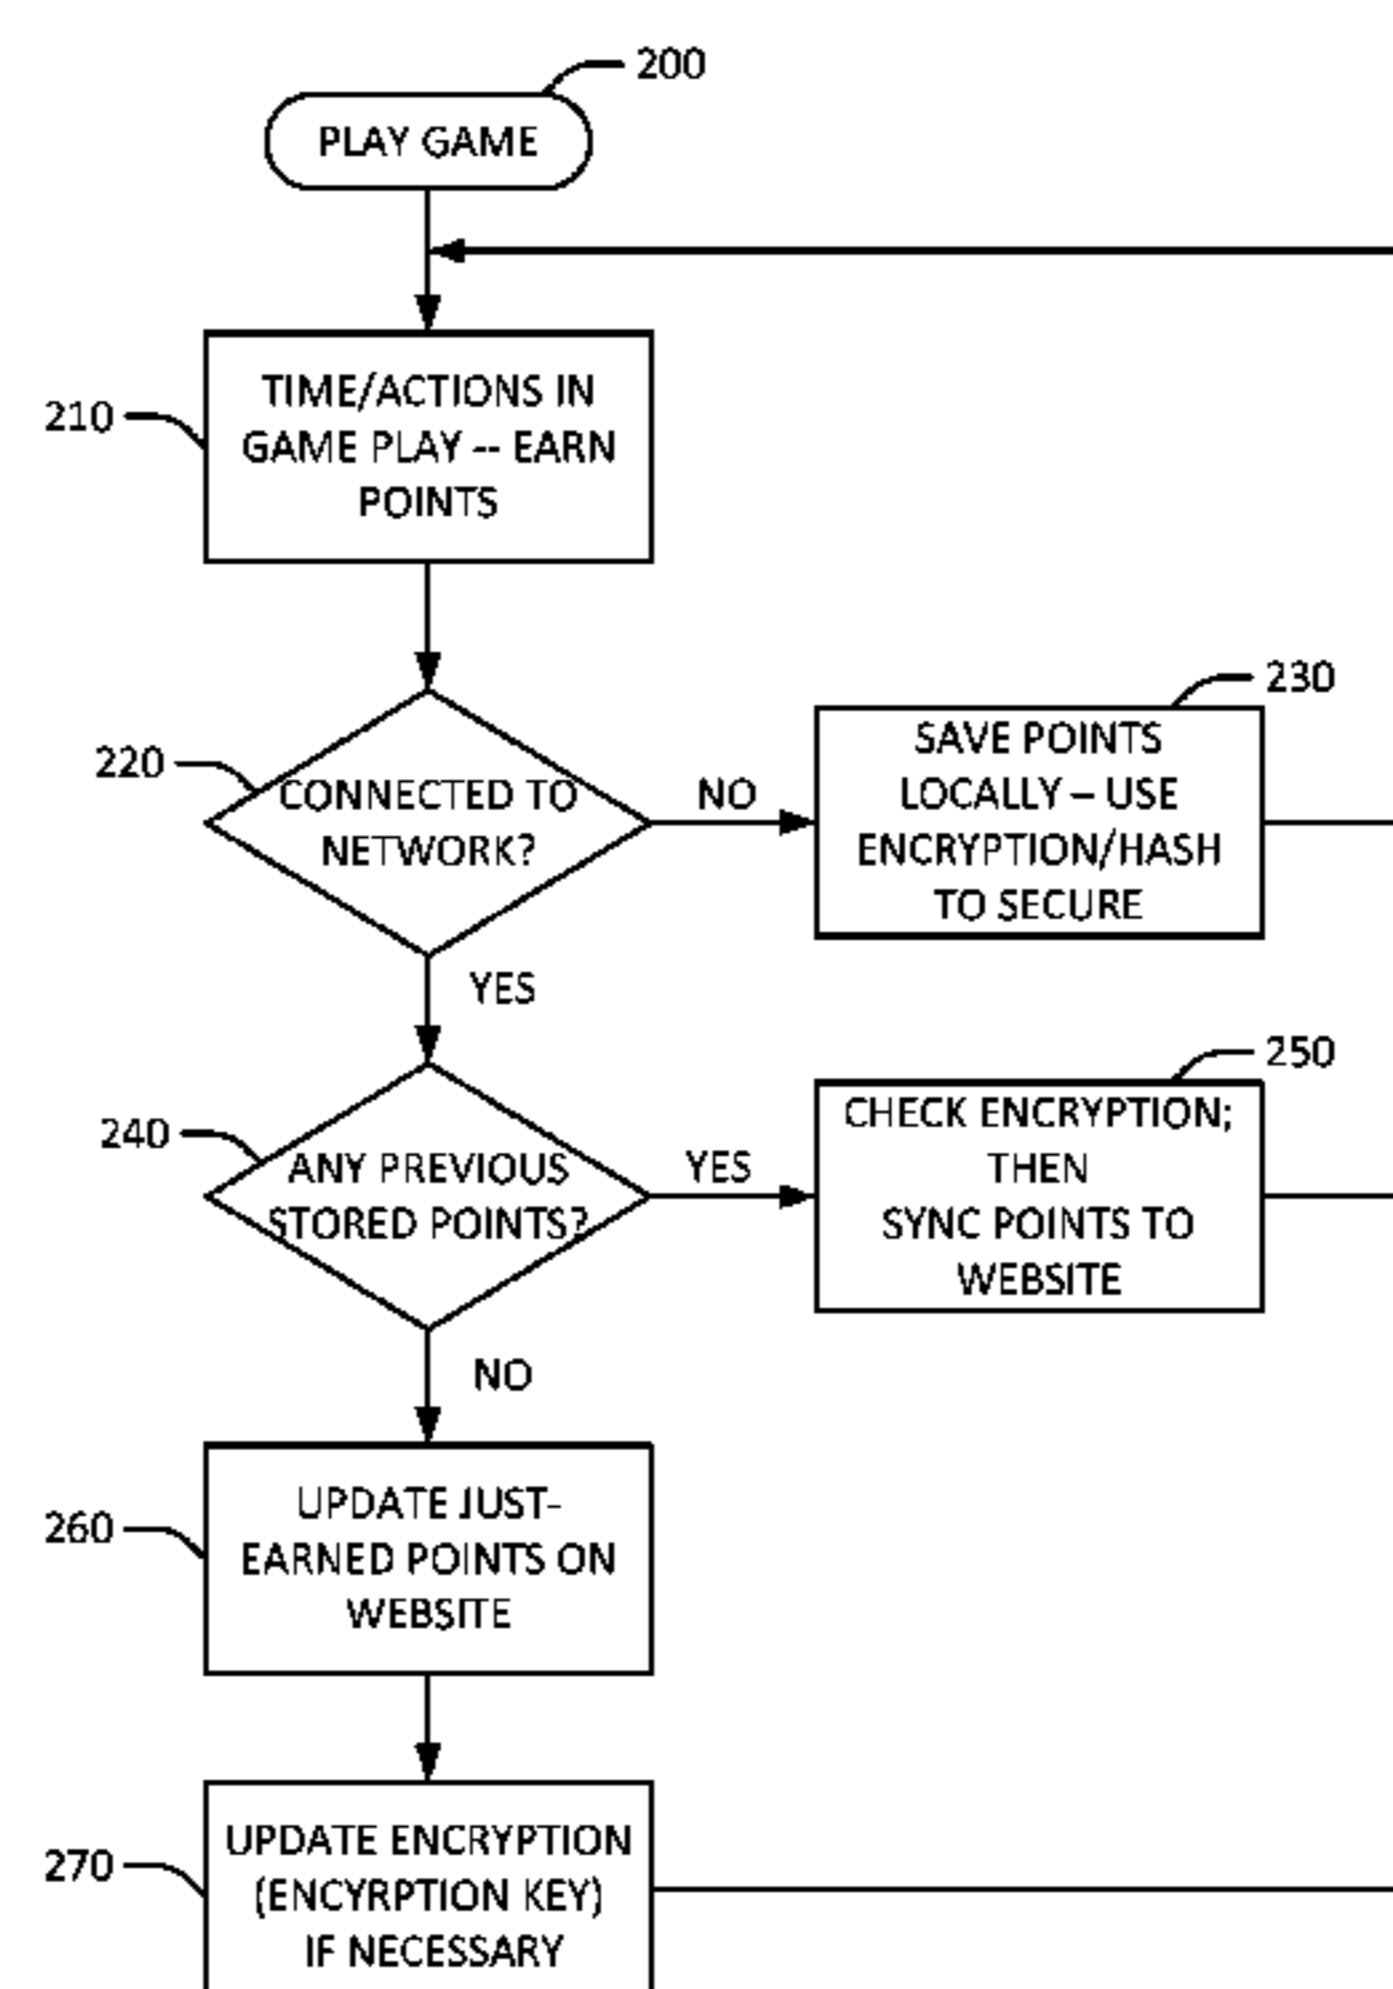 200
PLAY GAME
210
TIME/ACTIONS IN
GAME PLAY -- EARN
POINTS
220
CONNECTED TO
NETWORK?
NO
230
SAVE POINTS
LOCALLY – USE
ENCRYPTION/HASH
TO SECURE
YES
240
ANY PREVIOUS
STORED POINTS?
YES
250
CHECK ENCRYPTION;
THEN
SYNC POINTS TO
WEBSITE
NO
260
UPDATE JUST-
EARNED POINTS ON
WEBSITE
270
UPDATE ENCRYPTION
(ENCYRPTION KEY)
IF NECESSARY